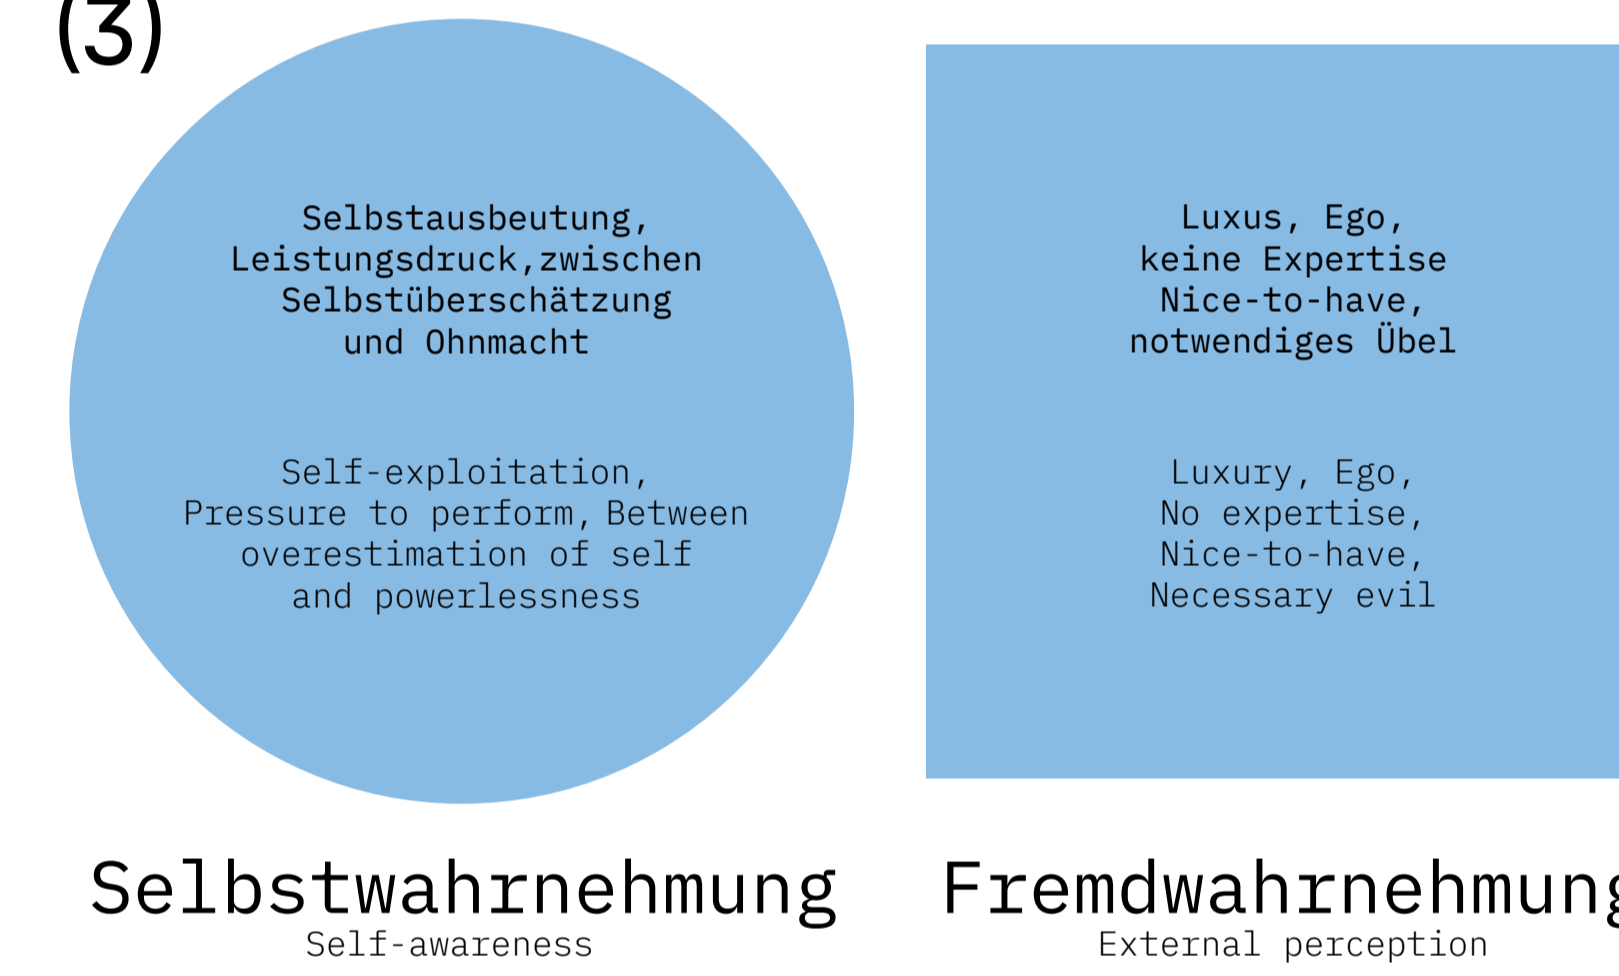 (3)
Selbstausbeutung,
Leistungsdruck,zwischen
Selbstüberschätzung
und Ohnmacht
Self-exploitation,
Pressure to perform, Between
overestimation of self
and powerlessness
Selbstwahrnehmung
Self-awareness
Luxus, Ego,
keine Expertise
Nice-to-have,
notwendiges Übel
Luxury, Ego,
No expertise,
Nice-to-have,
Necessary evil
Fremdwahrnehmung
External perception